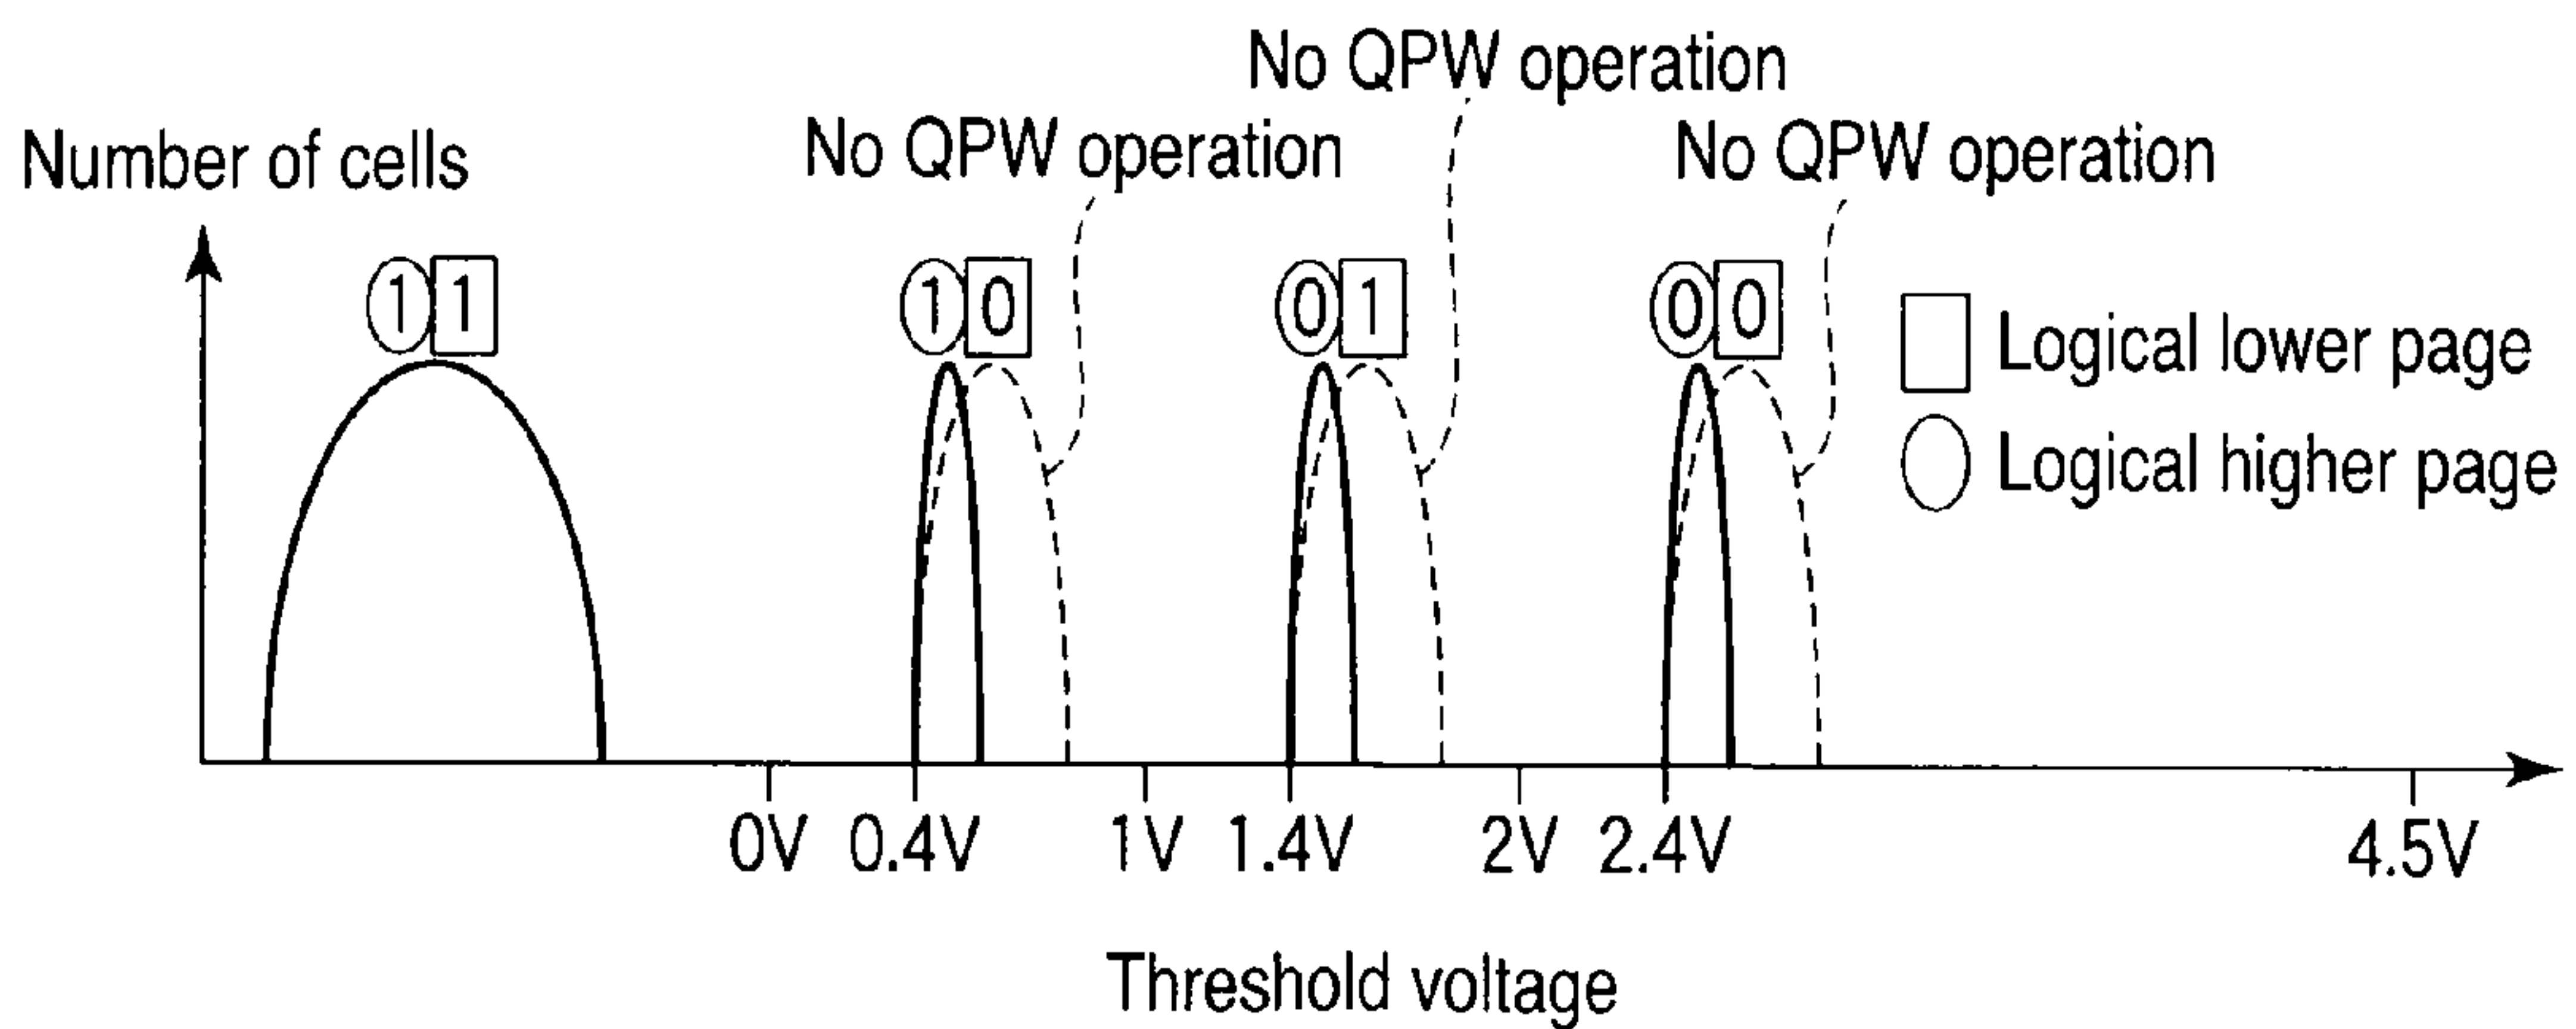 No QPW operation
No QPW operation
No QPW operation
Number of cells
1 1
1 0
0 1
0 0
Logical lower page
Logical higher page
0V 0.4V 1V 1.4V 2V 2.4V 4.5V
Threshold voltage